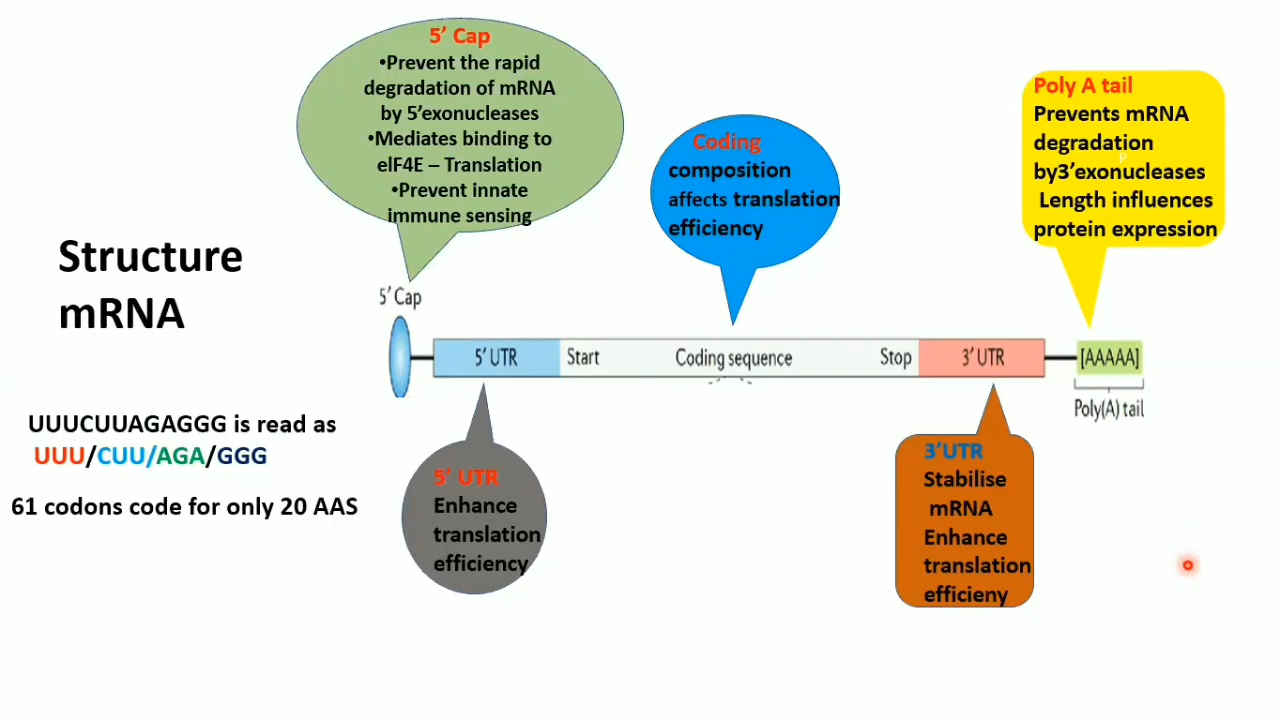 5’ Cap
•Prevent the rapid
degradation of mRNA
by 5’exonucleases
•Mediates binding to
elF4E – Translation
•Prevent innate
immune sensing
Coding
composition
affects translation
efficiency
Poly A tail
Prevents mRNA
degradation
by3’exonucleases
Length influences
protein expression
Structure
mRNA
5’ Cap
5’ UTR
Start
Coding sequence
Stop
3’ UTR
[AAAAA]
Poly(A) tail
UUUCUUAGAGGG is read as
UUU/CUU/AGA/GGG
61 codons code for only 20 AAS
5’ UTR
Enhance
translation
efficiency
3’UTR
Stabilise
mRNA
Enhance
translation
efficieny